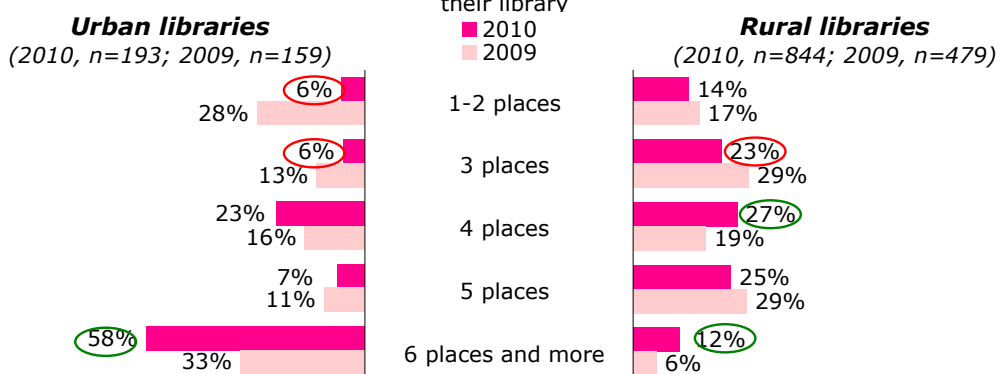 their library
Urban libraries
(2010, n=193; 2009, n=159)
2010
2009
Rural libraries
(2010, n=844; 2009, n=479)
6% 1-2 places 14%
28% 17%
6% 3 places 23%
13% 29%
23% 4 places 27%
16% 19%
7% 5 places 25%
11% 29%
58% 6 places and more 12%
33% 6%